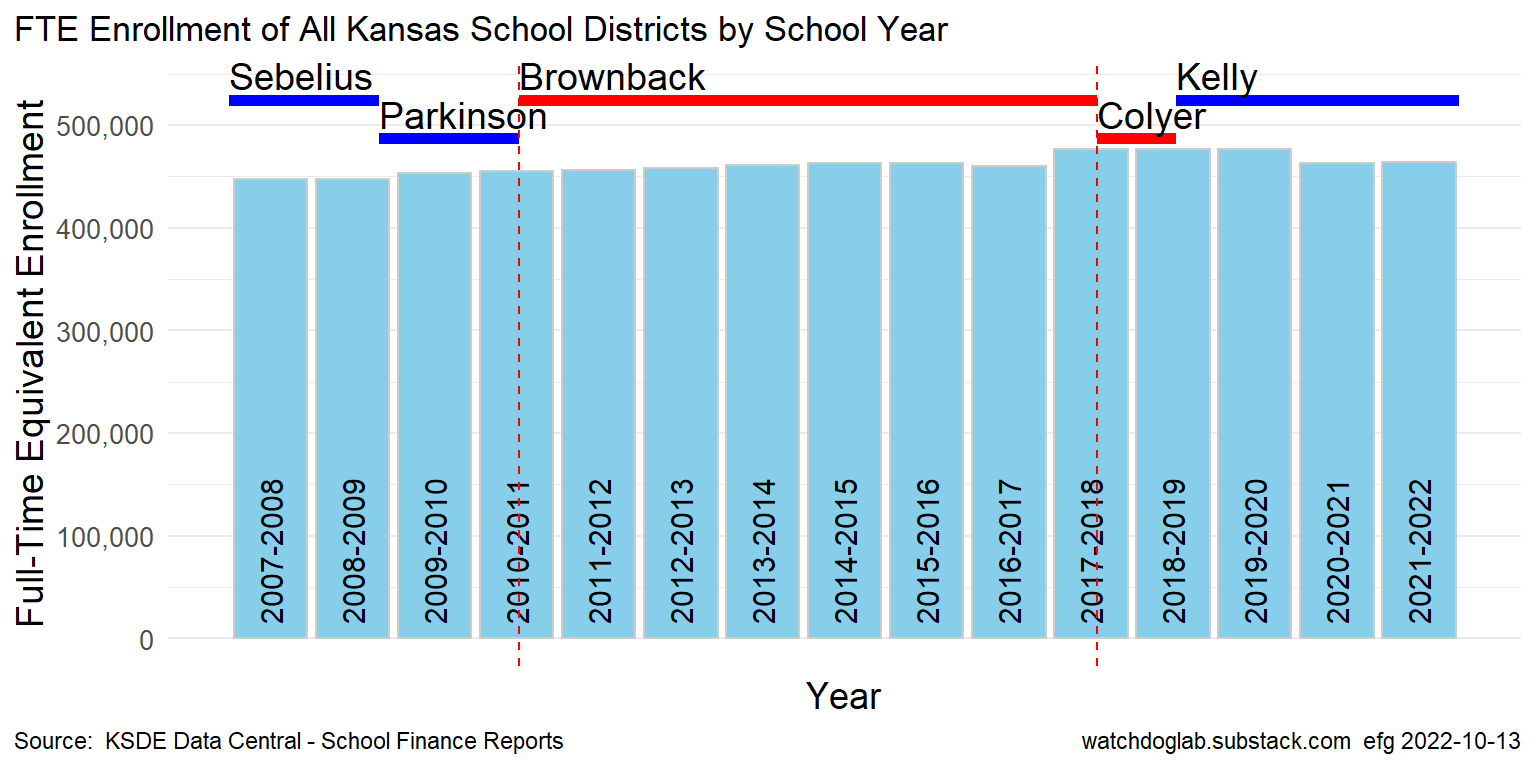 FTE Enrollment of All Kansas School Districts by School Year
Sebelius
Brownback
Kelly
Parkinson
Colyer
Full-Time Equivalent Enrollment
500,000
400,000
300,000
200,000
100,000
0
2007-2008
2008-2009
2009-2010
2010-2011
2011-2012
2012-2013
2013-2014
2014-2015
2015-2016
2016-2017
2017-2018
2018-2019
2019-2020
2020-2021
2021-2022
Year
Source:  KSDE Data Central - School Finance Reports
watchdoglab.substack.com  efg 2022-10-13